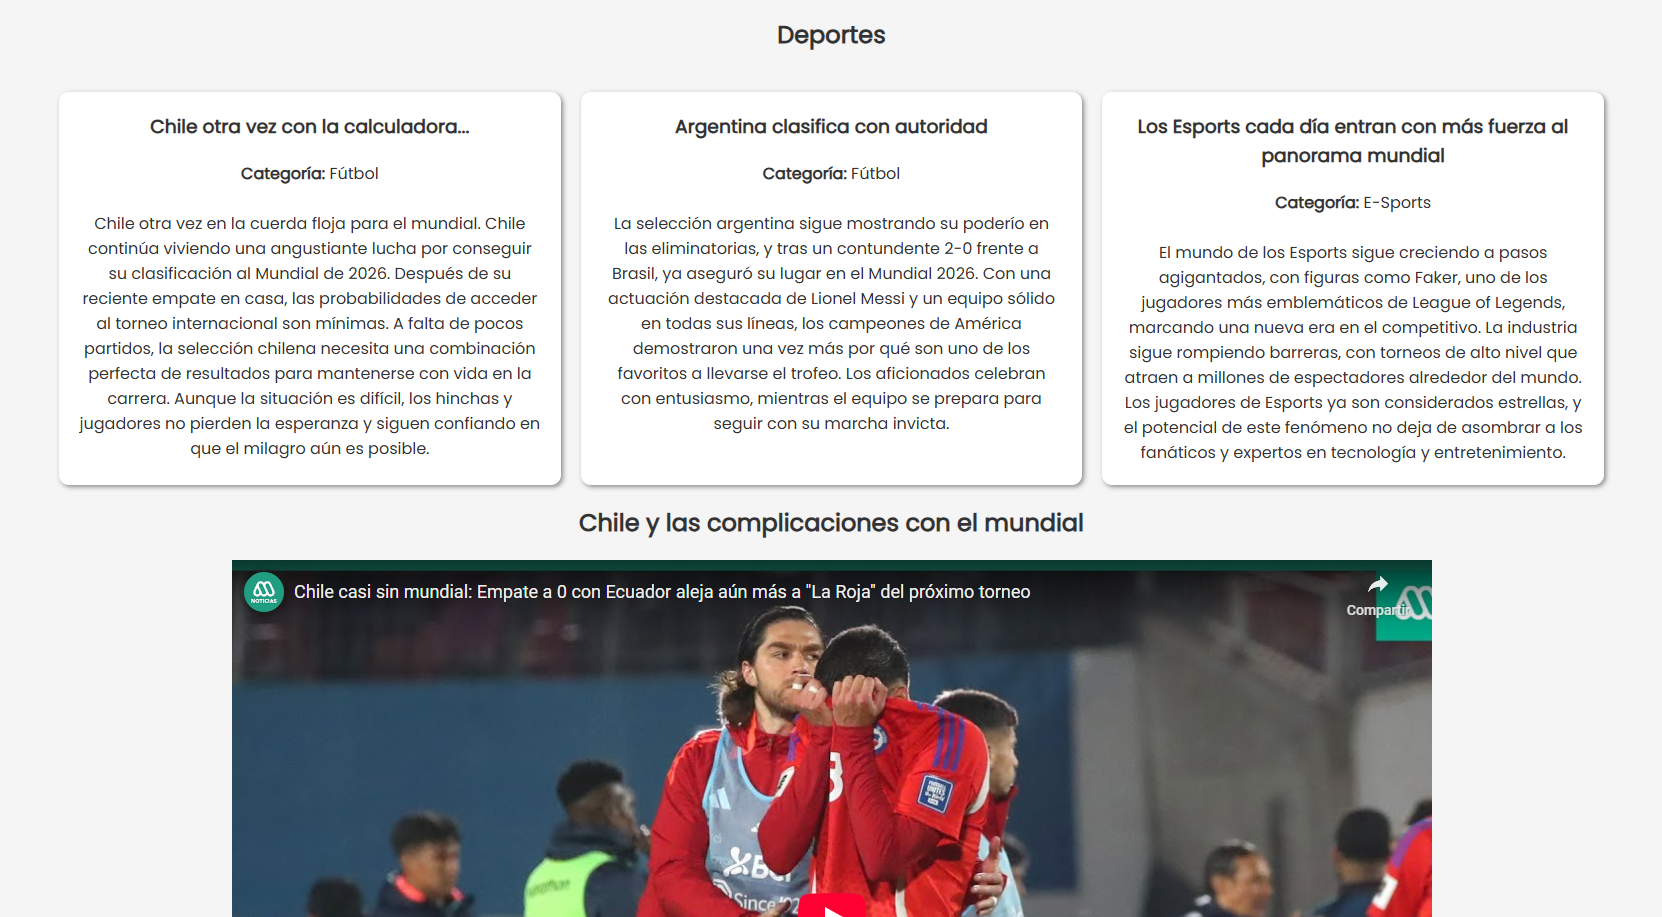 Deportes
Chile otra vez con la calculadora...
Categoría: Fútbol
Chile otra vez en la cuerda floja para el mundial. Chile
continúa viviendo una angustiante lucha por conseguir
su clasificación al Mundial de 2026. Después de su
reciente empate en casa, las probabilidades de acceder
al torneo internacional son mínimas. A falta de pocos
partidos, la selección chilena necesita una combinación
perfecta de resultados para mantenerse con vida en la
carrera. Aunque la situación es difícil, los hinchas y
jugadores no pierden la esperanza y siguen confiando en
que el milagro aún es posible.
Argentina clasifica con autoridad
Categoría: Fútbol
La selección argentina sigue mostrando su poderío en
las eliminatorias, y tras un contundente 2-0 frente a
Brasil, ya aseguró su lugar en el Mundial 2026. Con una
actuación destacada de Lionel Messi y un equipo sólido
en todas sus líneas, los campeones de América
demostraron una vez más por qué son uno de los
favoritos a llevarse el trofeo. Los aficionados celebran
con entusiasmo, mientras el equipo se prepara para
seguir con su marcha invicta.
Los Esports cada día entran con más fuerza al
panorama mundial
Categoría: E-Sports
El mundo de los Esports sigue creciendo a pasos
agigantados, con figuras como Faker, uno de los
jugadores más emblemáticos de League of Legends,
marcando una nueva era en el competitivo. La industria
sigue rompiendo barreras, con torneos de alto nivel que
atraen a millones de espectadores alrededor del mundo.
Los jugadores de Esports ya son considerados estrellas, y
el potencial de este fenómeno no deja de asombrar a los
fanáticos y expertos en tecnología y entretenimiento.
Chile y las complicaciones con el mundial
NOTICIAS
Chile casi sin mundial: Empate a 0 con Ecuador aleja aún más a "La Roja" del próximo torneo
Compartir
Since